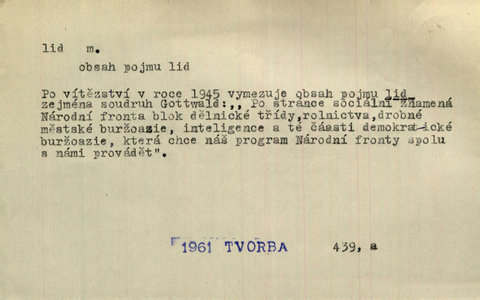 lid m.
obsah pojmu lid
Po vítězství v roce 1945 vymezuje obsah pojmu lid
zejména soudruh Gottwald:,, Po stránce sociální znamená
Národní fronta blok dělnické třídy,rolnictva,drobné
městské buržoazie, inteligence a té čáasti demokratické
buržoazie, která chce náš program Národní fronty spolu
s námi provádět".
1961 TVORBA 439, a